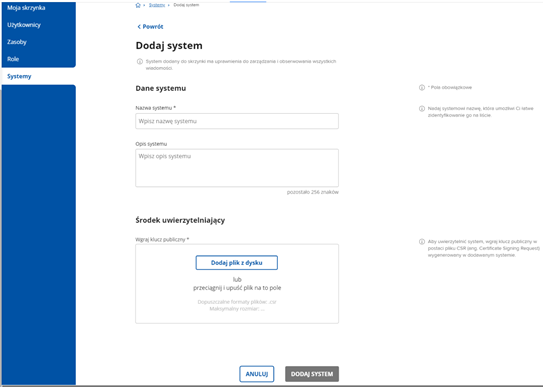 Moja skrzynka
Użytkownicy
Zasoby
Role
Systemy
Systemy > Dodaj system
< Powrót
Dodaj system
System dodany do skrzynki ma uprawnienia do zarządzania i obserwowania wszystkich
wiadomości.
Dane systemu
* Pole obowiązkowe
Nazwa systemu *
Wpisz nazwę systemu
Nadaj systemowi nazwę, która umożliwi Ci łatwe
zidentyfikowanie go na liście
Opis systemu
Wpisz opis systemu
pozostało 256 znaków
Środek uwierzytelniający
Wgraj klucz publiczny *
Aby uwierzytelnić system, wgraj klucz publiczny w
postaci pliku CSR (ang. Certificate Signing Request)
wygenerowany w dodawanym systemie
Dodaj plik z dysku
lub
przeciągnij i upuść plik na to pole
Dopuszczalne formaty plików: .csr
Maksymalny rozmiar: ...
ANULUJ
DODAJ SYSTEM